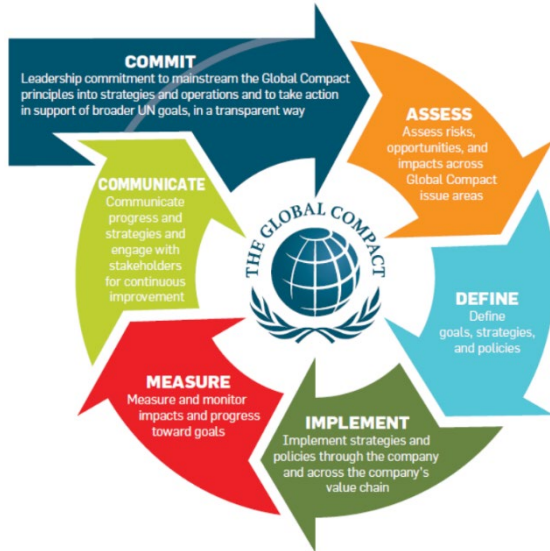 COMMIT
Leadership commitment to mainstream the Global Compact
principles into strategies and operations and to take action
in support of broader UN goals, in a transparent way
ASSESS
Assess risks,
opportunities, and
impacts across
Global Compact
issue areas
DEFINE
Define
goals, strategies,
and policies
IMPLEMENT
Implement strategies and
policies through the company
and across the company's
value chain
MEASURE
Measure and monitor
impacts and progress
toward goals
COMMUNICATE
Communicate
progress and
strategies and
engage with
stakeholders
for continuous
improvement
THE GLOBAL COMPACT